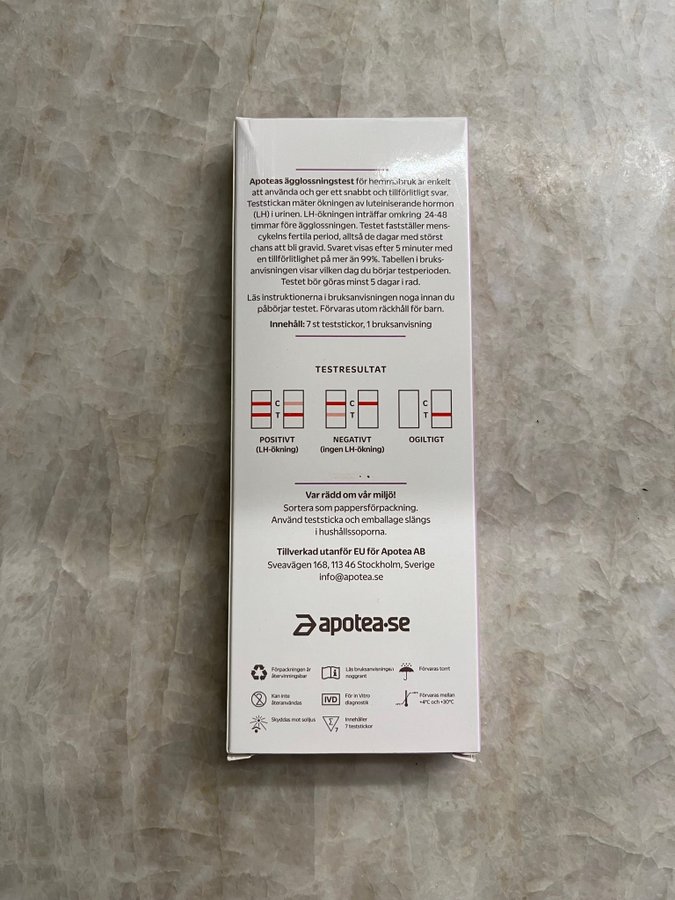 Apoteas ägglossningstest för hemmabruk är enkelt
att använda och ger ett snabbt och tillförlitligt svar.
Teststickan mäter ökningen av luteiniserande hormon
(LH) i urinen. LH-ökningen inträffar omkring 24-48
timmar före ägglossningen. Testet fastställer mens-
cykelns fertila period, alltså de dagar med störst
chans att bli gravid. Svaret visas efter 5 minuter med
en tillförlitlighet på mer än 99%. Tabellen i bruks-
anvisningen visar vilken dag du börjar testperioden.
Testet bör göras minst 5 dagar i rad.
Läs instruktionerna i bruksanvisningen noga innan du
påbörjar testet. Förvaras utom räckhåll för barn.
Innehåll: 7 st teststickor, 1 bruksanvisning
TESTRESULTAT
C C C
T T T
POSITIVT NEGATIVT OGILTIGT
(LH-ökning) (ingen LH-ökning)
Var rädd om vår miljö!
Sortera som pappersförpackning.
Använd teststicka och emballage slängs
i hushållssoporna.
Tillverkad utanför EU för Apotea AB
Sveavägen 168, 113 46 Stockholm, Sverige
info@apotea.se
apotea.se
Förpackningen är
återvinningsbar
Läs bruksanvisningen
noggrant
Förvaras torrt
Kan inte
återanvändas
IVD
För in Vitro
diagnostik
Förvaras mellan
+4°C och +30°C
Skyddas mot solljus
Σ
7
Innehåller
7 teststickor